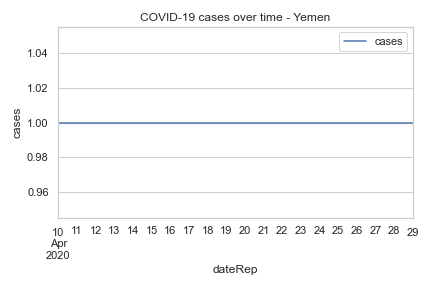 COVID-19 cases over time - Yemen
cases
1.04
1.02
1.00
0.98
0.96
cases
10 11 12 13 14 15 16 17 18 19 20 21 22 23 24 25 26 27 28 29
Apr
2020
dateRep